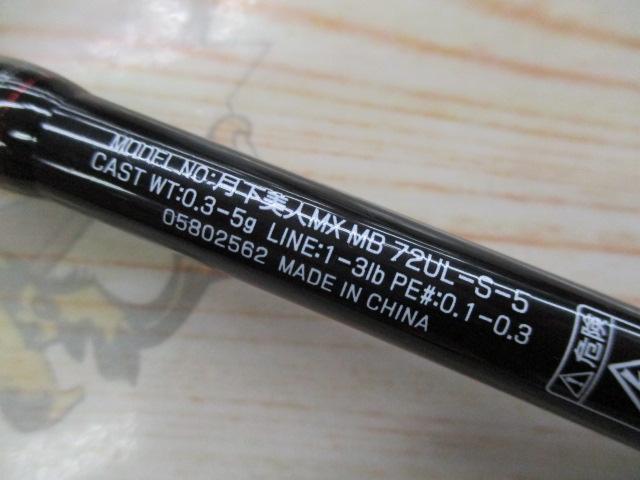 MODEL NO:月下美人MX MB 72UL-S-5
CAST WT:0.3-5g LINE:1-3lb PE#:0.1-0.3
05802562 MADE IN CHINA
⚠危険